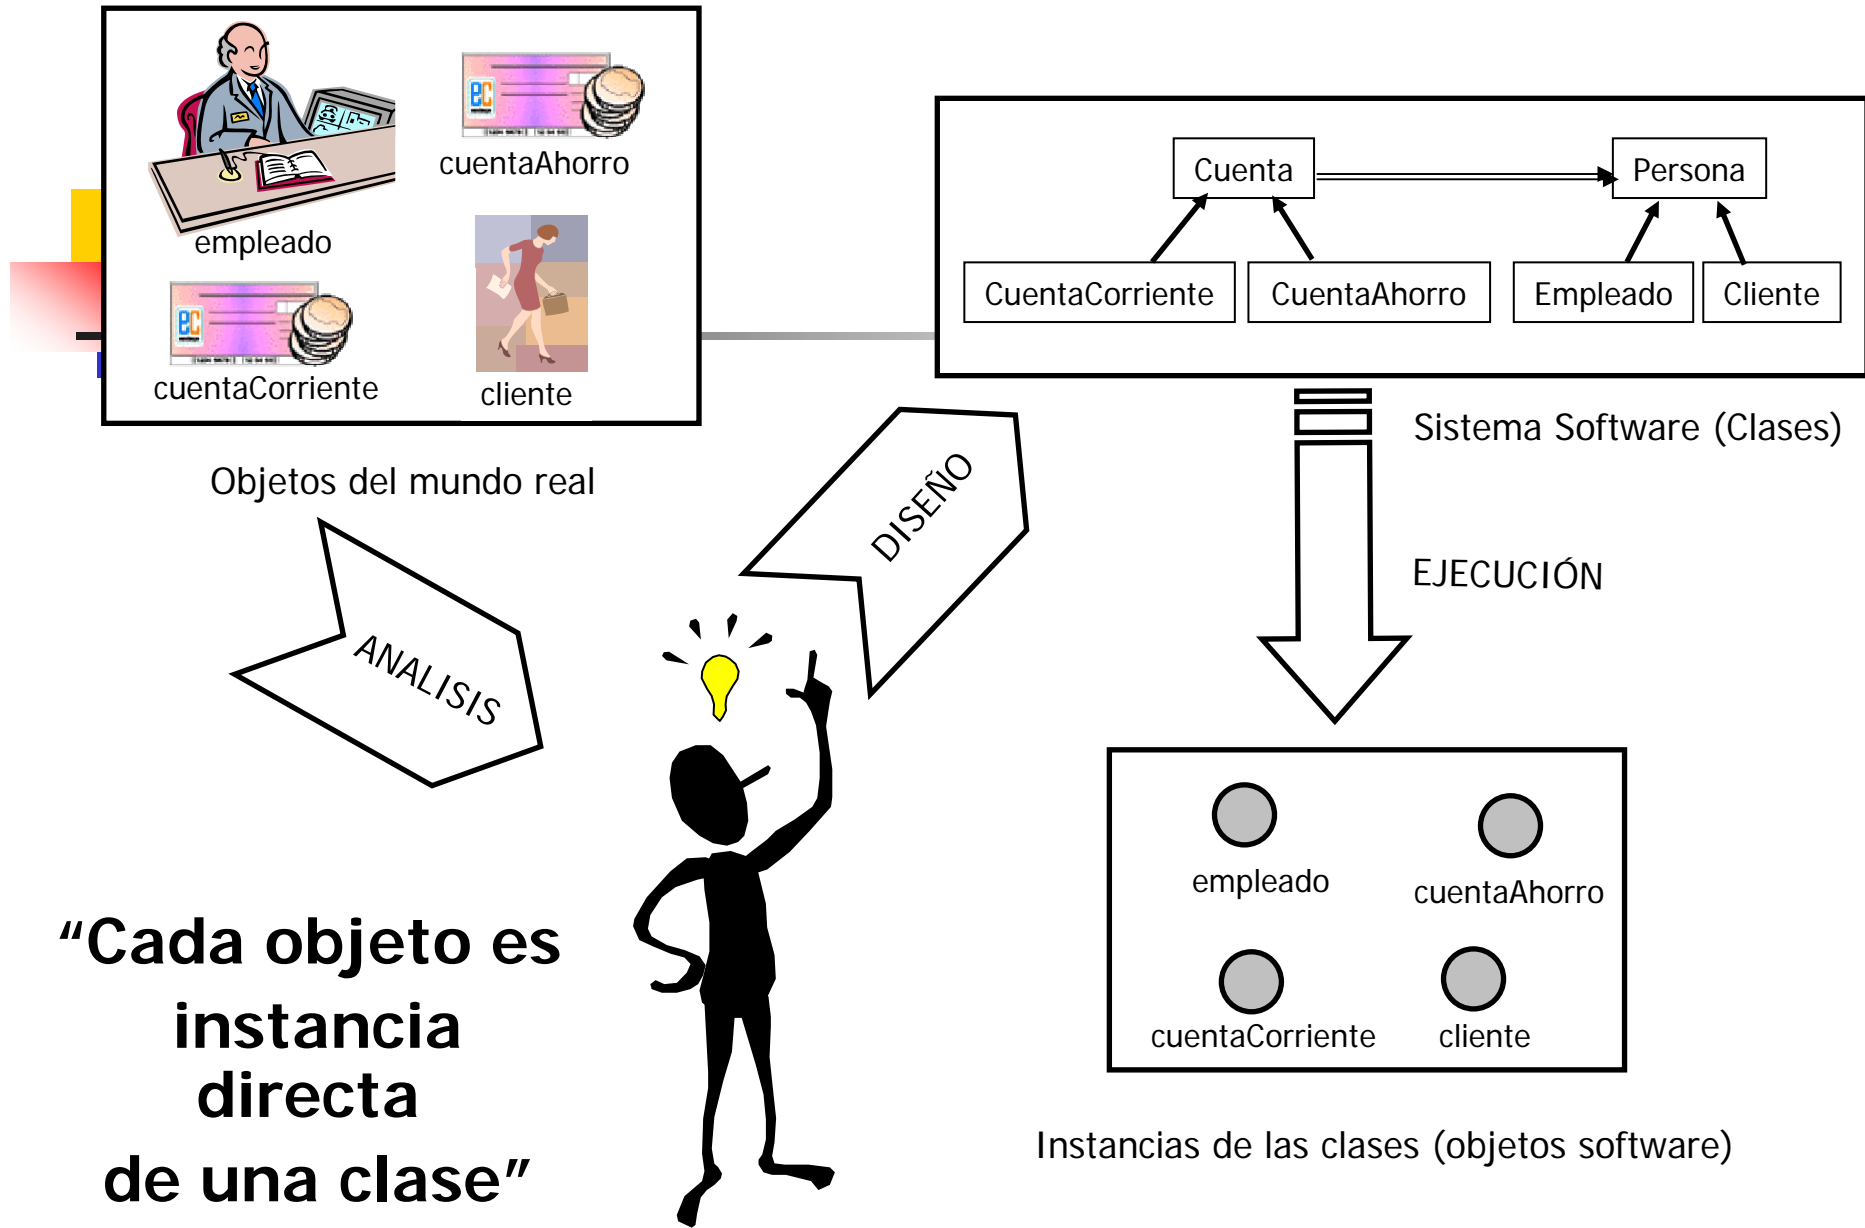 cuentaAhorro
empleado
cuentaCorriente
cliente
Objetos del mundo real
Cuenta
Persona
CuentaCorriente
CuentaAhorro
Empleado
Cliente
Sistema Software (Clases)
ANALISIS
DISEÑO
EJECUCIÓN
empleado
cuentaAhorro
cuentaCorriente
cliente
Instancias de las clases (objetos software)
“Cada objeto es
instancia
directa
de una clase”
ec
ec